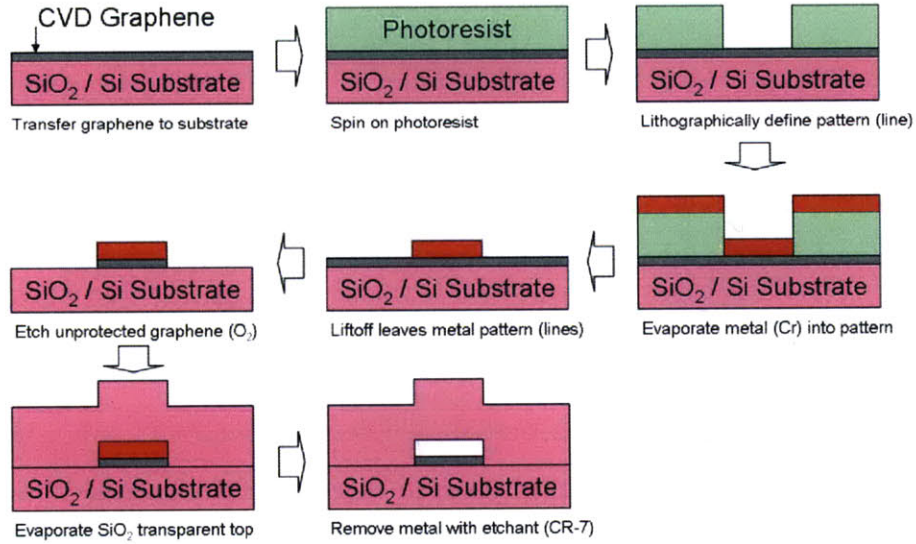 CVD Graphene
SiO₂ / Si Substrate
Transfer graphene to substrate
Photoresist
SiO₂ / Si Substrate
Spin on photoresist
SiO₂ / Si Substrate
Lithographically define pattern (line)
SiO₂ / Si Substrate
Evaporate metal (Cr) into pattern
SiO₂ / Si Substrate
Liftoff leaves metal pattern (lines)
SiO₂ / Si Substrate
Etch unprotected graphene (O₂)
SiO₂ / Si Substrate
Evaporate SiO₂ transparent top
SiO₂ / Si Substrate
Remove metal with etchant (CR-7)